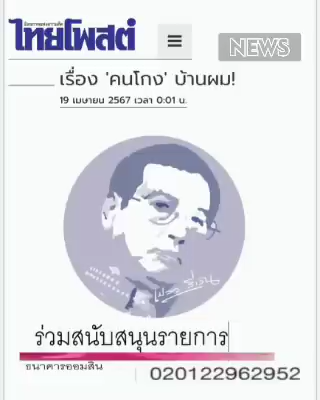 ไทยโพสต์
NEWS
เรื่อง 'คนโกง' บ้านผม!
19 เมษายน 2567 เวลา 0:01 น.
ร่วมสนับสนุนรายการ
ธนาคารออมสิน
020122962952